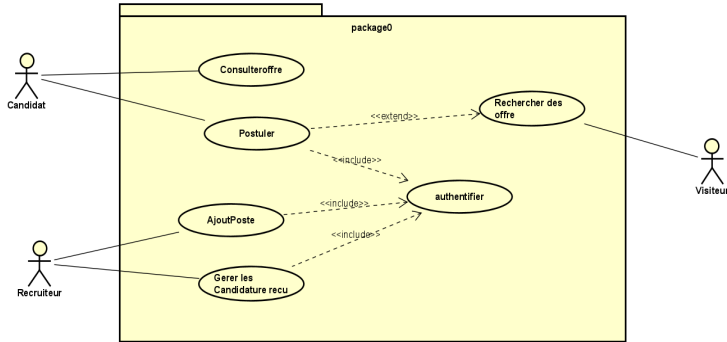 package0
Consulteroffre
Candidat
Rechercher des
offre
<<extend>>
Postuler
<<include>>
Visiteur
authentifier
<<include>>
AjoutPoste
<<include>>
Gerer les
Candidature recu
Recruiteur